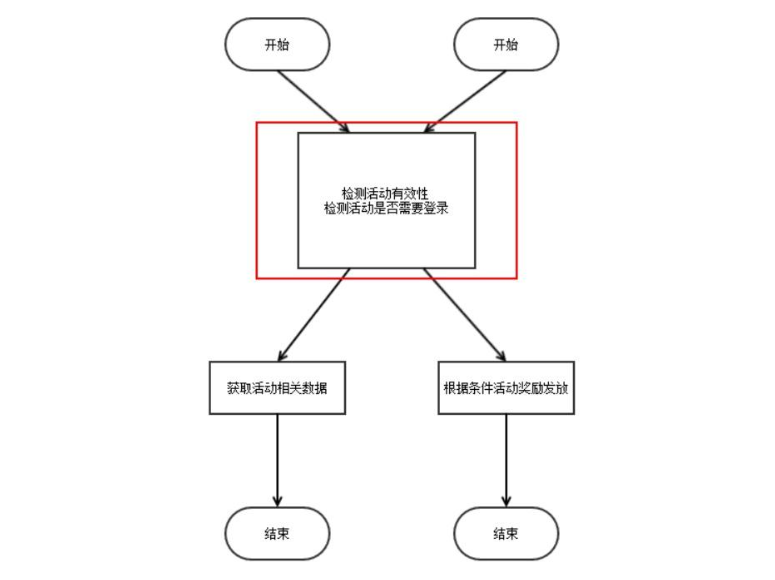 开始
开始
检测活动有效性
检测活动是否需要登录
获取活动相关数据
根据条件活动奖励发放
结束
结束